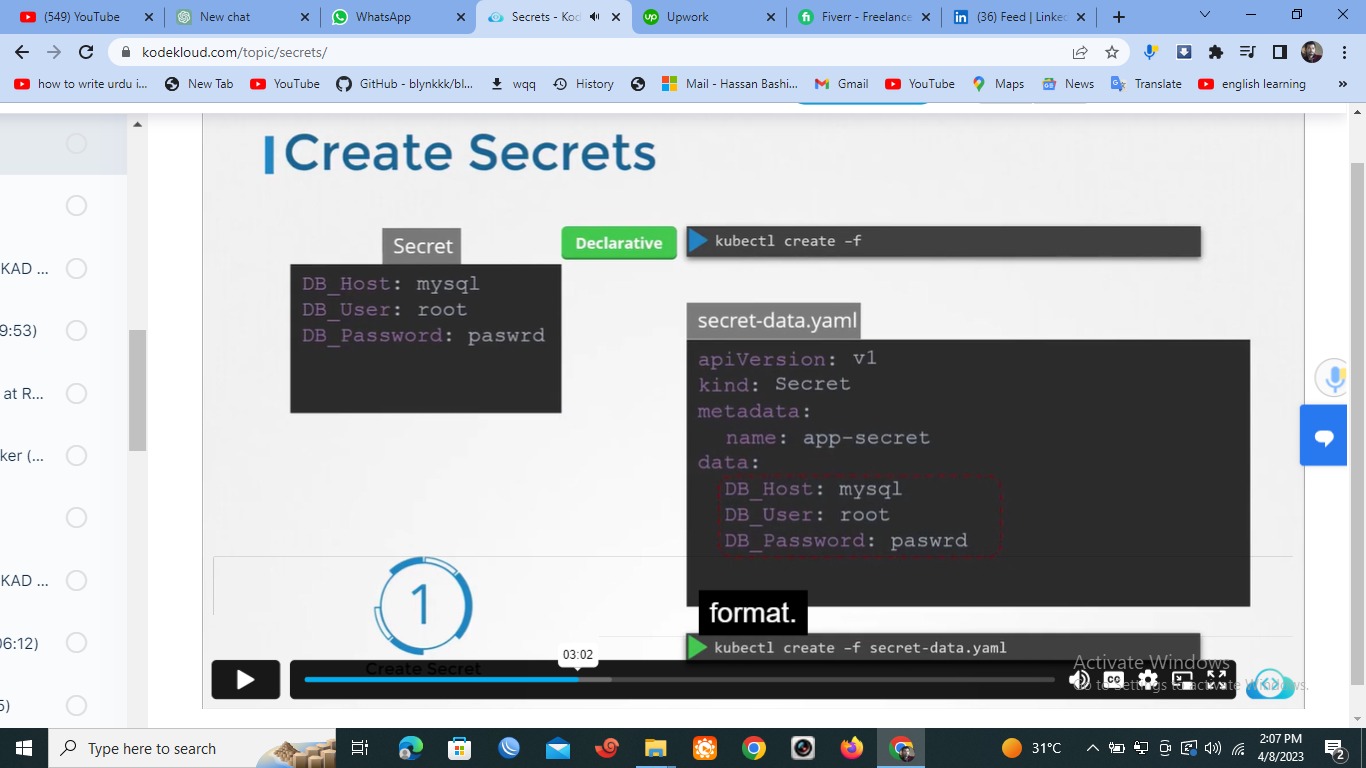 (549) YouTube
New chat
WhatsApp
Secrets - Kod
Upwork
Fiverr - Freelance
(36) Feed | Linke
kodekloud.com/topic/secrets/
how to write urdu i...
New Tab
YouTube
GitHub - blynkkk/bl...
wqq
History
Mail - Hassan Bashi...
Gmail
YouTube
Maps
News
Translate
english learning
»
KAD ...
9:53)
at R...
ker (...
KAD ...
06:12)
5)
Create Secrets
Secret
DB_Host: mysql
DB_User: root
DB_Password: paswrd
Declarative
kubectl create -f
secret-data.yaml
apiVersion: v1
kind: Secret
metadata:
name: app-secret
data:
DB_Host: mysql
DB_User: root
DB_Password: paswrd
1
Create Secret
format.
kubectl create -f secret-data.yaml
03:02
CC
Activate Windows
Go to Settings to activate Windows.
Type here to search
31°C
2:07 PM
4/8/2023
2